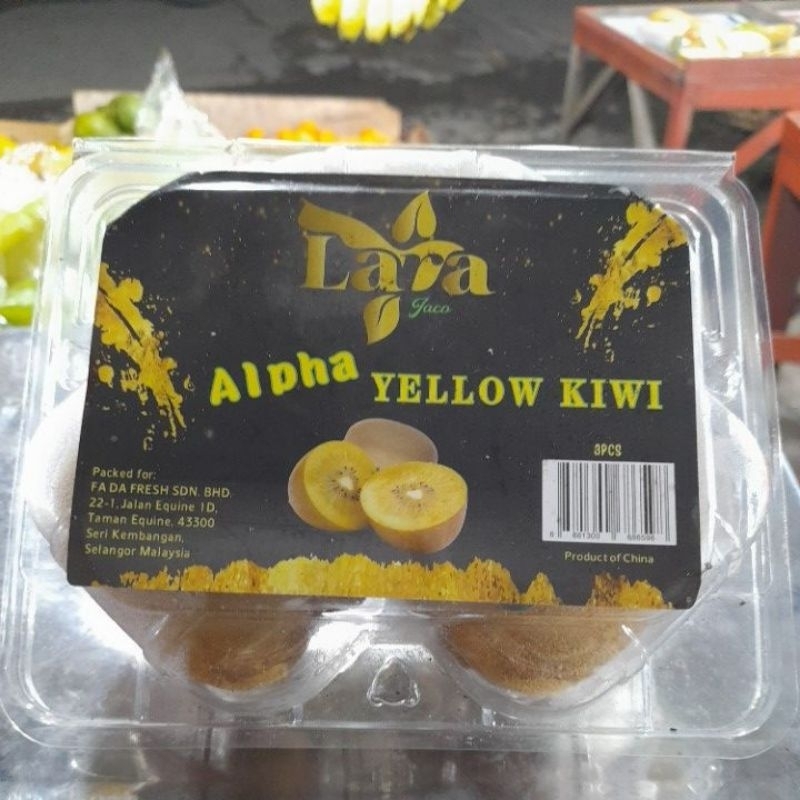 Lara
Jaco
Alpha
YELLOW KIWI
3PCS
Packed for:
FA DA FRESH SDN. BHD.
22-1, Jalan Equine 1D,
Taman Equine, 43300
Seri Kembangan,
Selangor Malaysia
Product of China